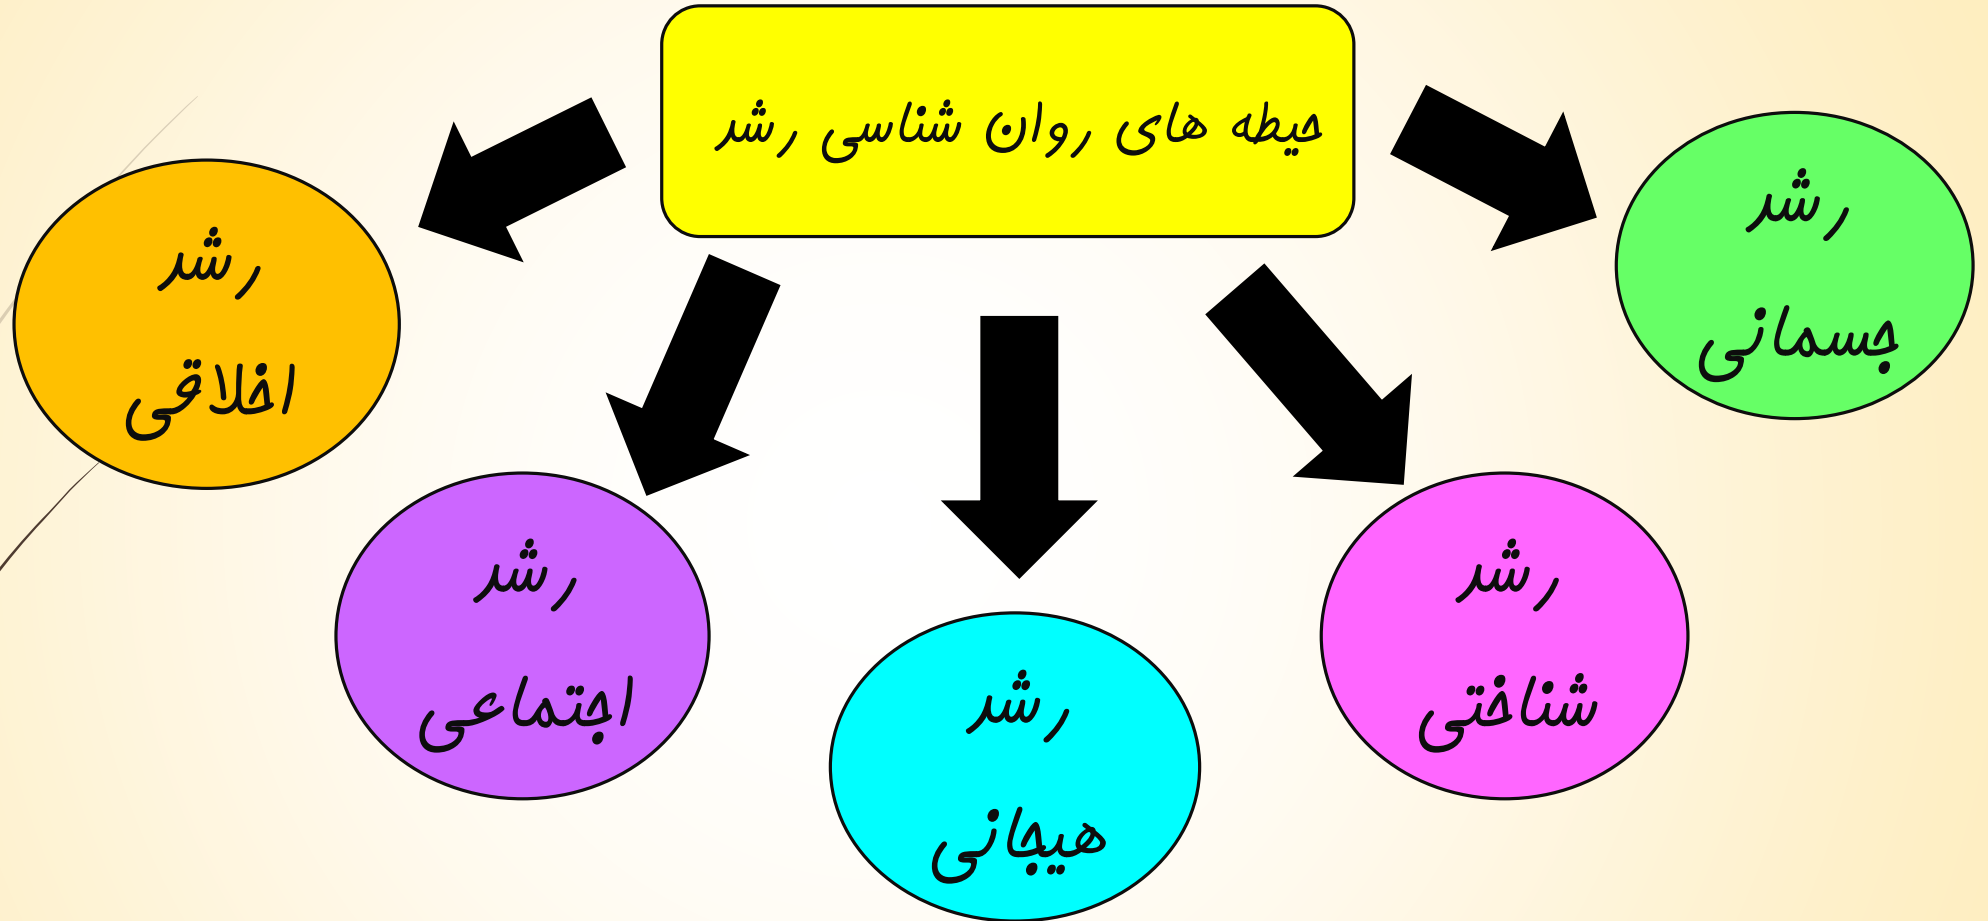 حیطه های روان شناسی رشد
رشد
جسمانی
رشد
شناختی
رشد
هیجانی
رشد
اجتماعی
رشد
اخلاقی